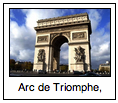 Arc de Triomphe,